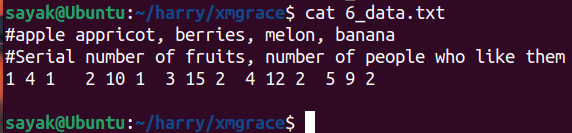 sayak@Ubuntu:~/harry/xmgrace$ cat 6_data.txt
#apple appricot, berries, melon, banana
#Serial number of fruits, number of people who like them
1 4 1   2 10 1  3 15 2  4 12 2  5 9 2
sayak@Ubuntu:~/harry/xmgrace$